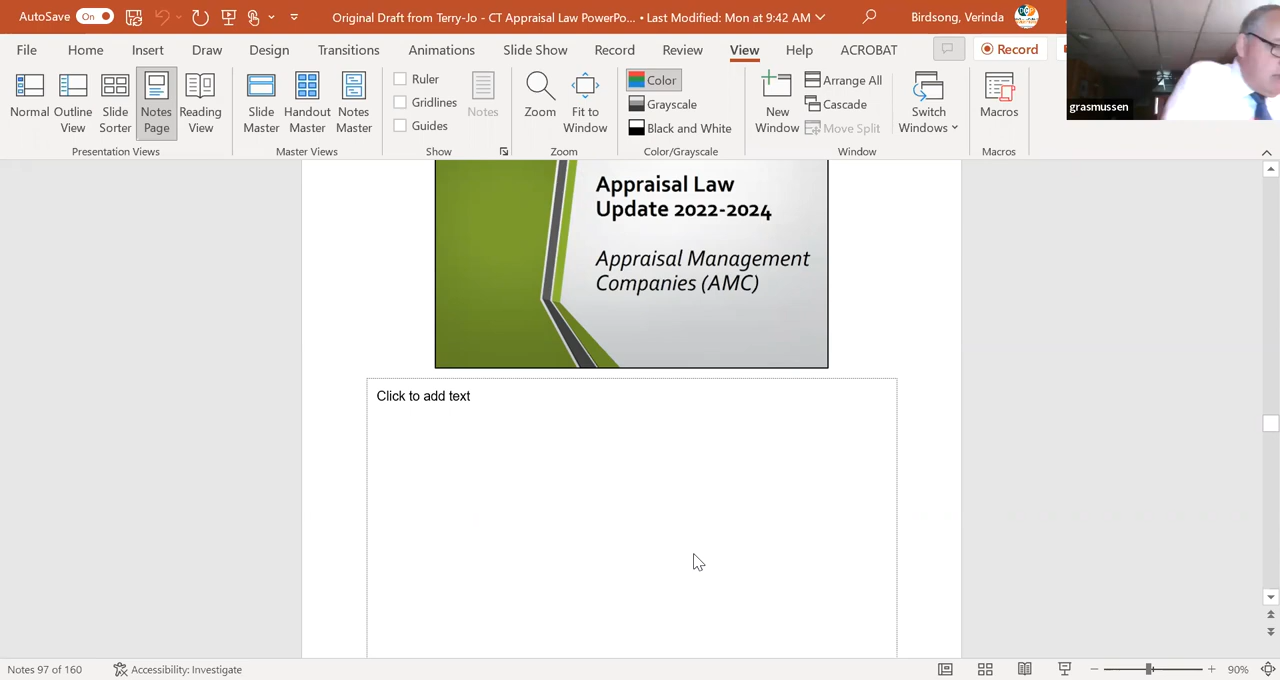 AutoSave On Original Draft from Terry-Jo - CT Appraisal Law PowerPo... • Last Modified: Mon at 9:42 AM Birdsong, Verinda
File Home Insert Draw Design Transitions Animations Slide Show Record Review View Help ACROBAT Record
grasmussen
Normal Outline View Slide Sorter Notes Page Reading View
Presentation Views
Slide Master Handout Master Notes Master
Master Views
Ruler
Gridlines
Guides
Notes
Show
Zoom Fit to Window
Zoom
Color
Grayscale
Black and White
Color/Grayscale
New Window
Arrange All
Cascade
Move Split
Switch Windows
Window
Macros
Macros
Appraisal Law
Update 2022-2024
Appraisal Management
Companies (AMC)
Click to add text
Notes 97 of 160 Accessibility: Investigate 90%